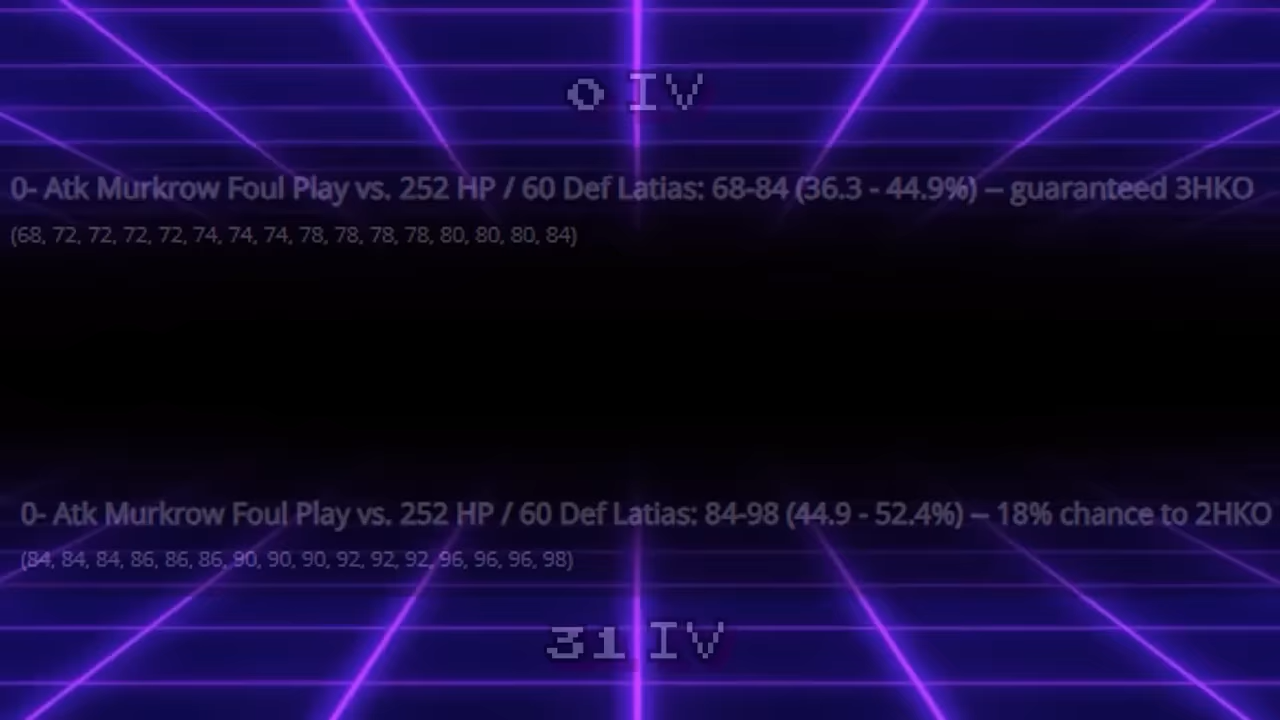 0 IV
0- Atk Murkrow Foul Play vs. 252 HP / 60 Def Latias: 68-84 (36.3 - 44.9%) -- guaranteed 3HKO
(68, 72, 72, 72, 72, 74, 74, 74, 78, 78, 78, 78, 80, 80, 80, 84)
0- Atk Murkrow Foul Play vs. 252 HP / 60 Def Latias: 84-98 (44.9 - 52.4%) -- 18% chance to 2HKO
(84, 84, 84, 86, 86, 86, 90, 90, 90, 92, 92, 92, 96, 96, 96, 98)
31 IV